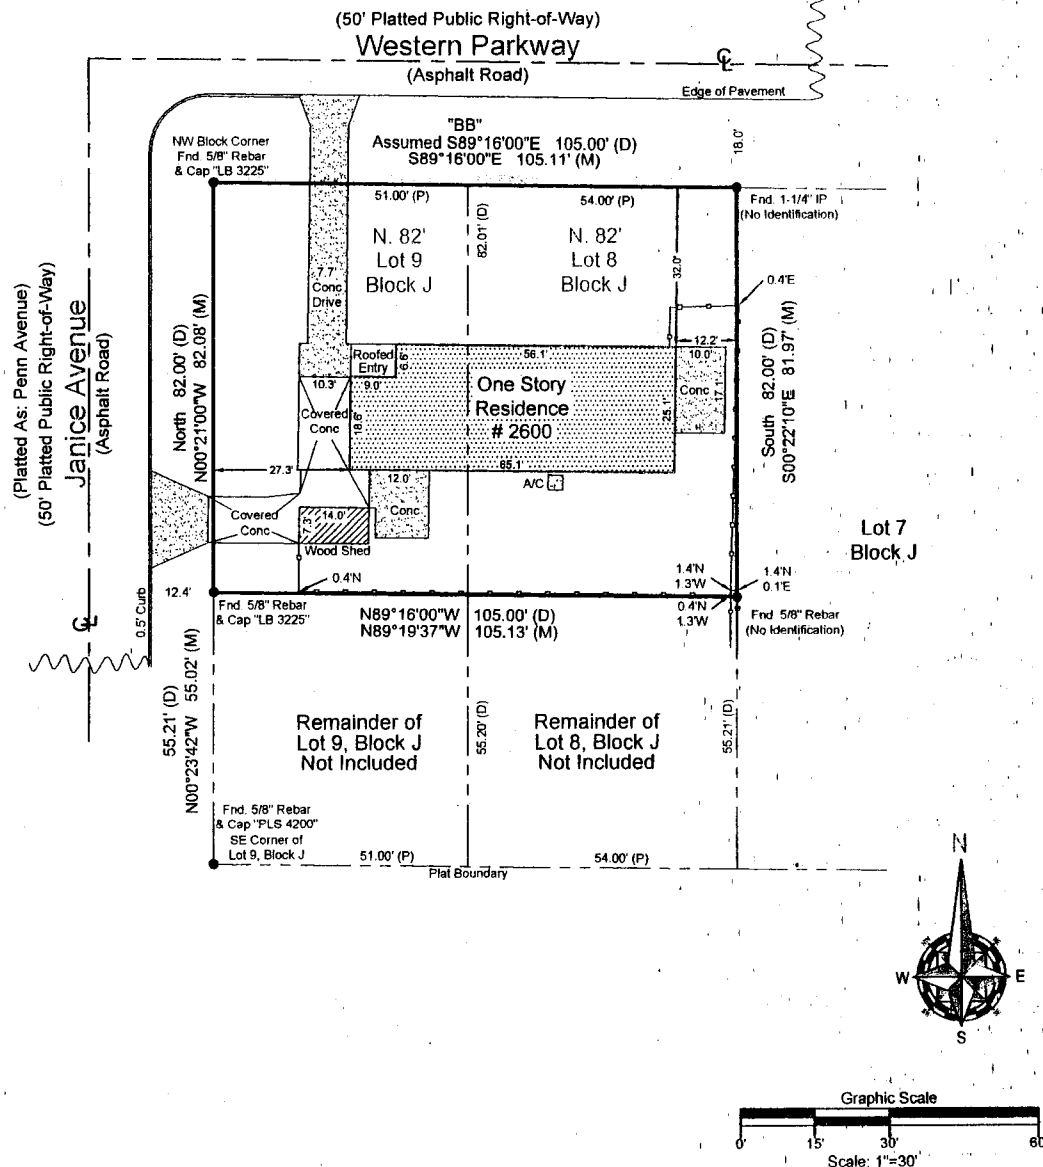 (50' Platted Public Right-of-Way)
Western Parkway
(Asphalt Road)
Edge of Pavement
"BB"
Assumed S89°16'00"E 105.00' (D)
S89°16'00"E 105.11' (M)
18.0'
NW Block Corner
Fnd. 5/8" Rebar
& Cap "LB 3225"
51.00' (P)
54.00' (P)
Fnd. 1-1/4" IP
(No Identification)
82.01' (D)
N. 82'
Lot 9
Block J
N. 82'
Lot 8
Block J
32.0'
0.4'E
7.7'
Conc
Drive
(Platted As: Penn Avenue)
(50' Platted Public Right-of-Way)
Janice Avenue
(Asphalt Road)
North 82.00' (D)
N00°21'00"W 82.08' (M)
South 82.00' (D)
S00°22'10"E 81.97' (M)
Roofed
Entry
6.6'
56.1'
12.2'
10.0'
10.3'
9.0'
One Story
Residence
# 2600
Conc
17.1'
25.1'
Covered
Conc
18.6'
27.3'
65.1'
12.0'
A/C
Conc
Covered
Conc
7.3'
14.0'
Wood Shed
Lot 7
Block J
12.4'
0.4'N
1.4'N
1.3'W
1.4'N
0.1'E
0.5' Curb
Fnd. 5/8" Rebar
& Cap "LB 3225"
N89°16'00"W 105.00' (D)
N89°19'37"W 105.13' (M)
0.4'N
1.3'W
Fnd 5/8" Rebar
(No Identification)
55.21' (D)
N00°23'42"W 55.02' (M)
Remainder of
Lot 9, Block J
Not Included
55.20' (D)
Remainder of
Lot 8, Block J
Not Included
55.21' (D)
Fnd. 5/8" Rebar
& Cap "PLS 4200"
SE Corner of
Lot 9, Block J
51.00' (P)
54.00' (P)
Plat Boundary
N
W
E
S
Graphic Scale
0' 15' 30' 60
Scale: 1"=30'